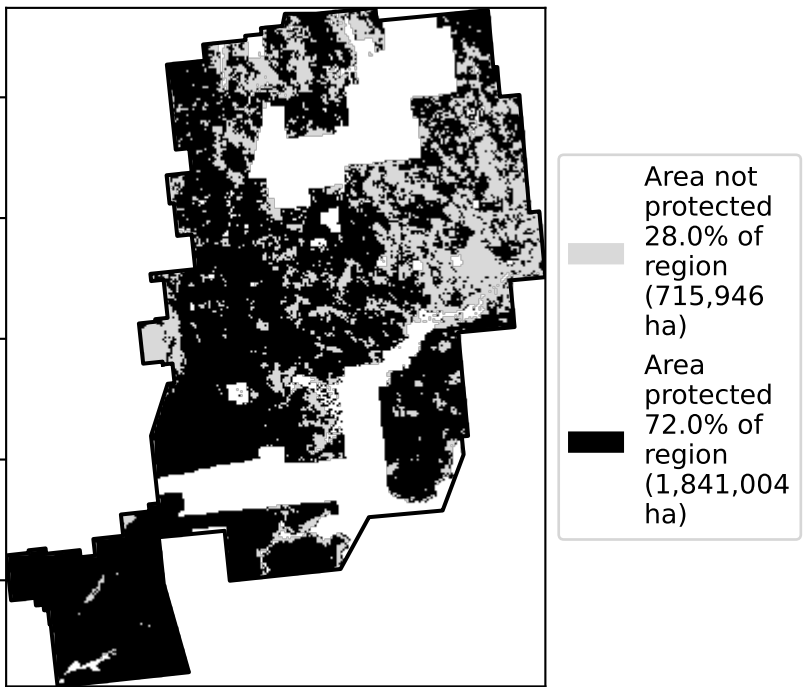 Area not
protected
28.0% of
region
(715,946
ha)
Area
protected
72.0% of
region
(1,841,004
ha)